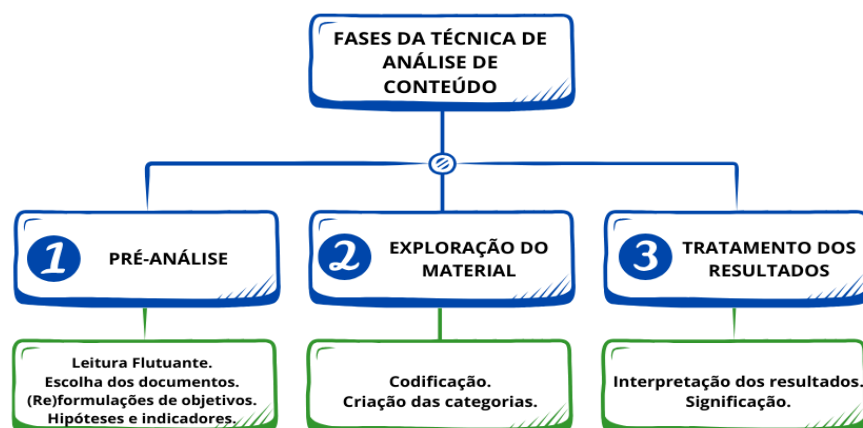 FASES DA TÉCNICA DE
ANÁLISE DE
CONTEÚDO
1
PRÉ-ANÁLISE
2
EXPLORAÇÃO DO
MATERIAL
3
TRATAMENTO DOS
RESULTADOS
Leitura Flutuante.
Escolha dos documentos.
(Re)formulações de objetivos.
Hipóteses e indicadores.
Codificação.
Criação das categorias.
Interpretação dos resultados.
Significação.